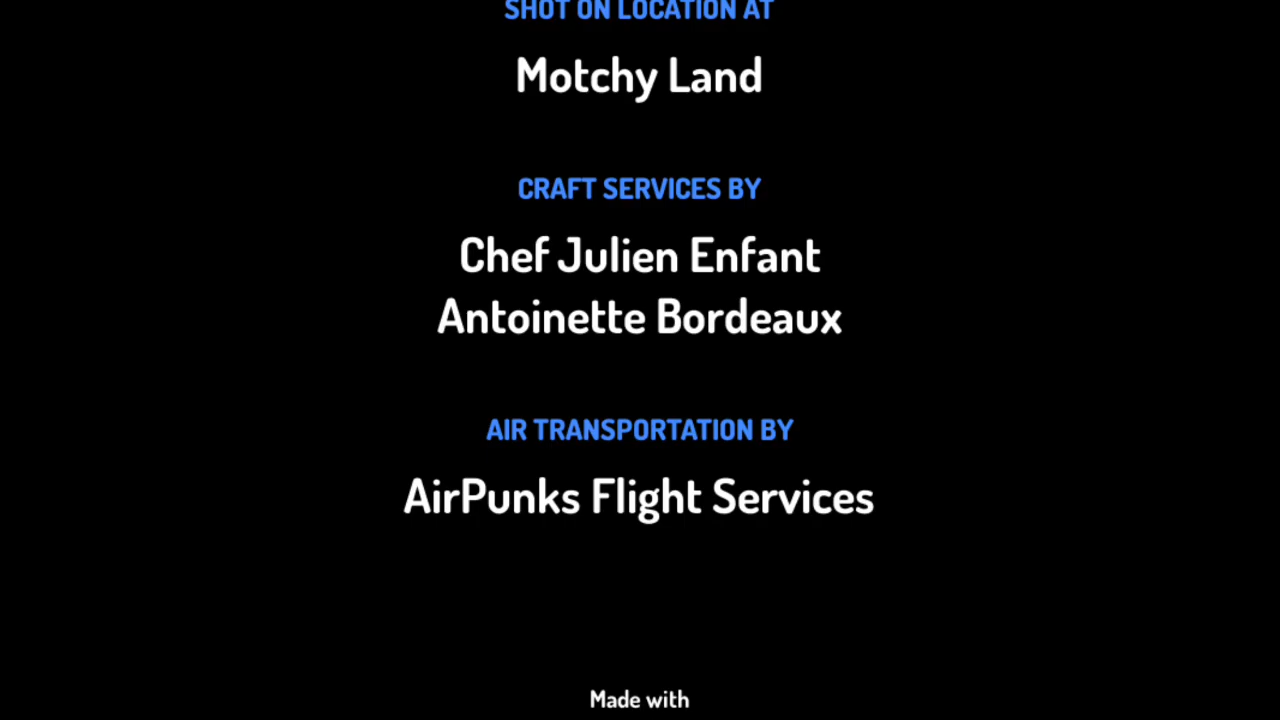 SHOT ON LOCATION AT
Motchy Land
CRAFT SERVICES BY
Chef Julien Enfant
Antoinette Bordeaux
AIR TRANSPORTATION BY
AirPunks Flight Services
Made with